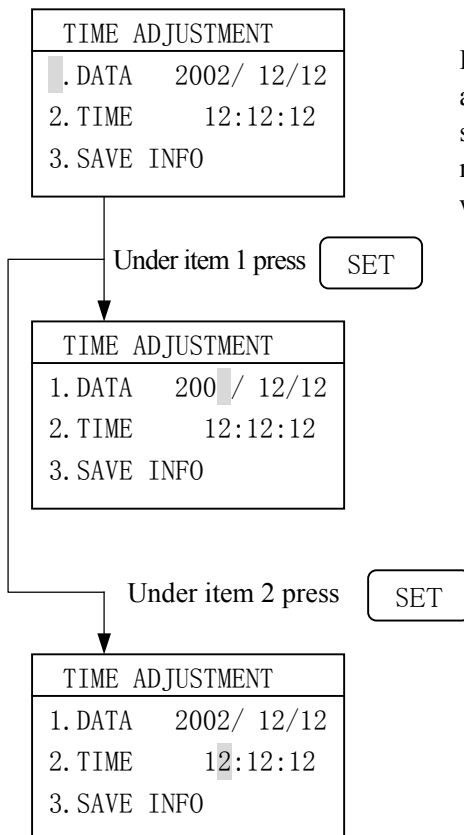 TIME ADJUSTMENT
.DATA 2002/ 12/12
2.TIME 12:12:12
3.SAVE INFO
Under item 1 press SET
TIME ADJUSTMENT
1.DATA 200 / 12/12
2.TIME 12:12:12
3.SAVE INFO
Under item 2 press SET
TIME ADJUSTMENT
1.DATA 2002/ 12/12
2.TIME 12:12:12
3.SAVE INFO